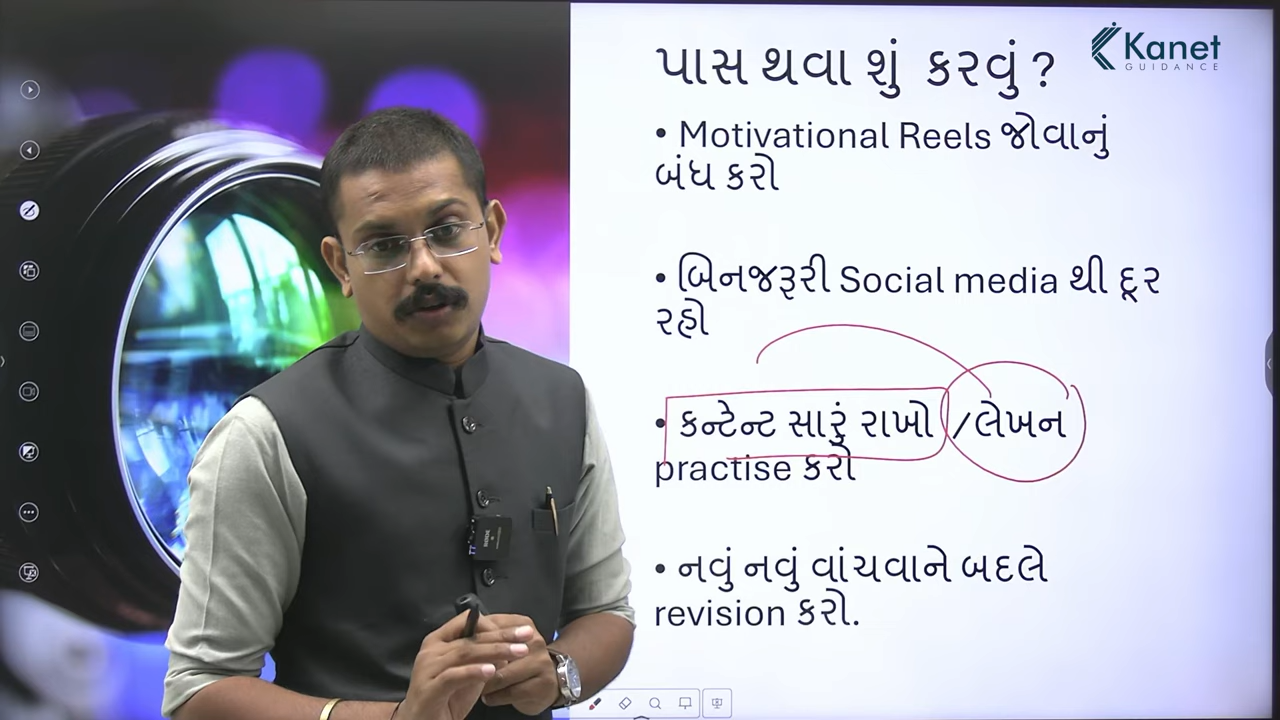 પાસ થવા શું કરવું ?
Kanet
GUIDANCE
• Motivational Reels જોવાનું
બંધ કરો
• બિનજરૂરી Social media થી દૂર
રહો
• કન્ટેન્ટ સારું રાખો /લેખન
practise કરો
• નવું નવું વાંચવાને બદલે
revision કરો.